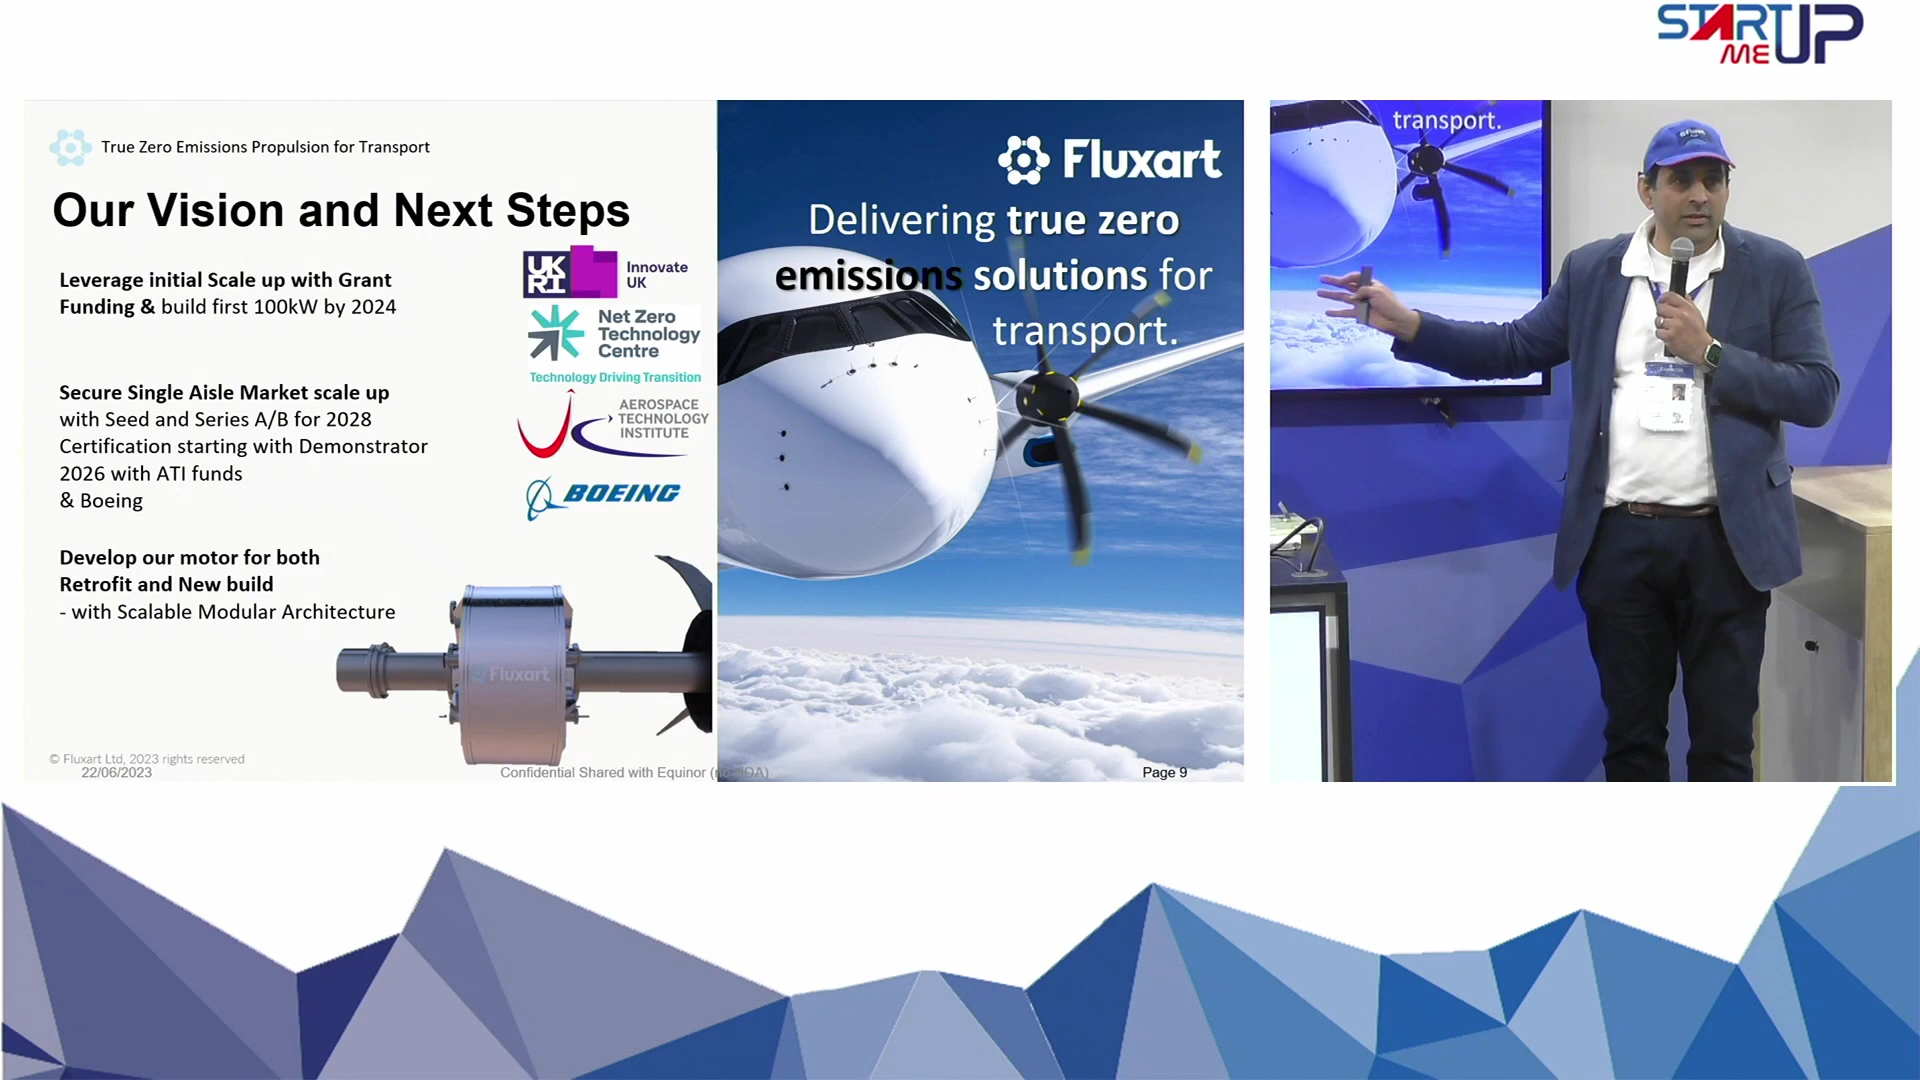 START
ME UP
True Zero Emissions Propulsion for Transport
Our Vision and Next Steps
Leverage initial Scale up with Grant
Funding & build first 100kW by 2024
Secure Single Aisle Market scale up
with Seed and Series A/B for 2028
Certification starting with Demonstrator
2026 with ATI funds
& Boeing
Develop our motor for both
Retrofit and New build
- with Scalable Modular Architecture
UK
RI
Innovate
UK
Net Zero
Technology
Centre
Technology Driving Transition
AEROSPACE
TECHNOLOGY
INSTITUTE
BOEING
Fluxart
© Fluxart Ltd, 2023 rights reserved
22/06/2023
Confidential Shared with Equinor
Page 9
Fluxart
Delivering true zero
emissions solutions for
transport.
transport.